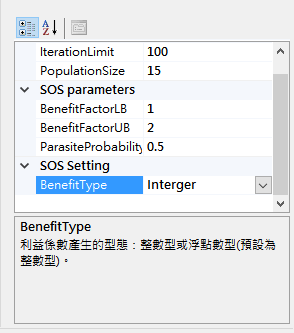 A
Z
IterationLimit 100
PopulationSize 15
SOS parameters
BenefitFactorLB 1
BenefitFactorUB 2
ParasiteProbability 0.5
SOS Setting
BenefitType Interger
BenefitType
利益係數產生的型態：整數型或浮點數型(預設為
整數型)。